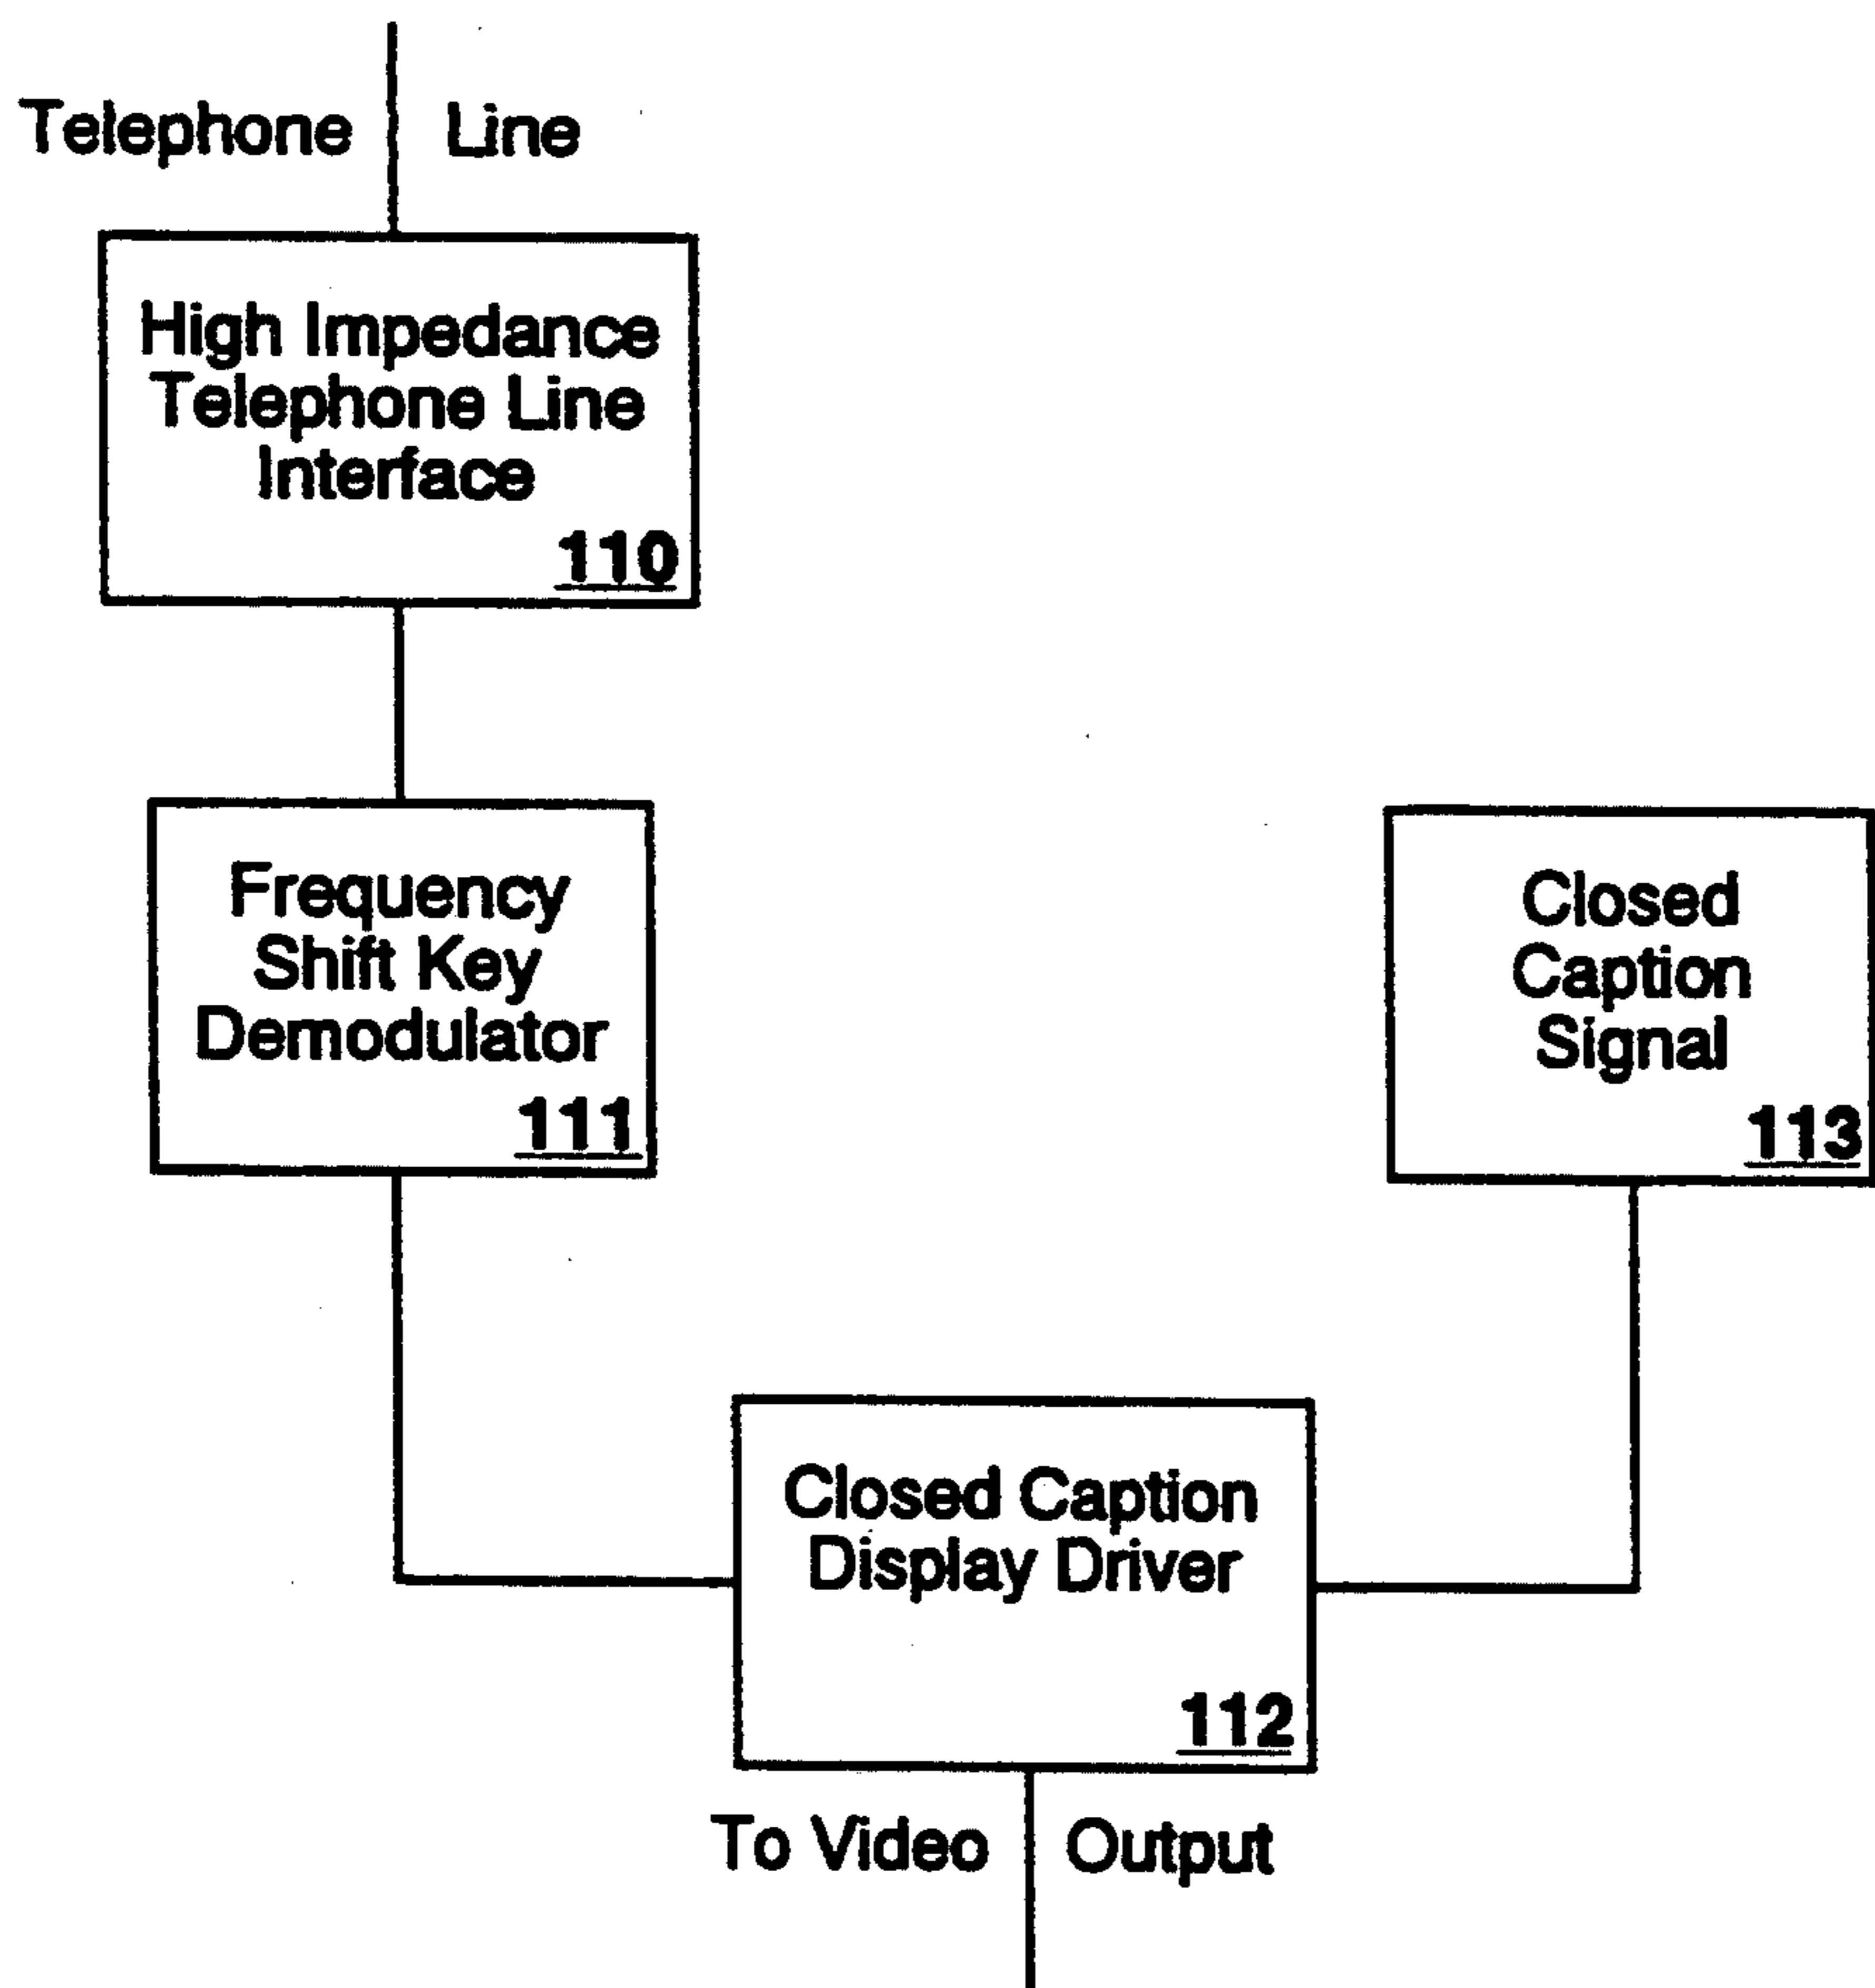 Telephone Line
High Impedance
Telephone Line
Interface
110
Frequency
Shift Key
Demodulator
111
Closed
Caption
Signal
113
Closed Caption
Display Driver
112
To Video Output